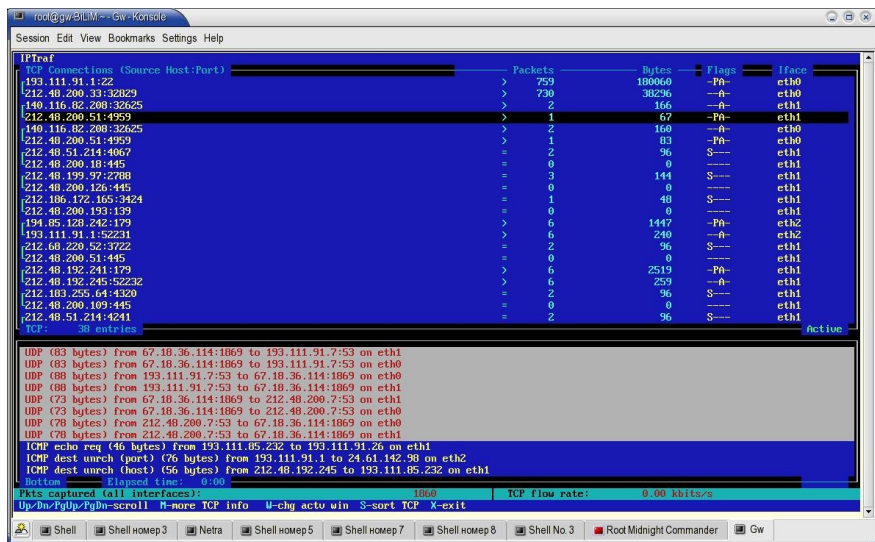 root@gw-BILIM:~ - Gw - Konsole
Session Edit View Bookmarks Settings Help
IPTraf
TCP Connections (Source Host:Port) Packets Bytes Flags Iface
193.111.91.1:22 > 759 180060 -PA- eth0
212.48.200.33:32829 > 730 38296 --A- eth0
140.116.82.208:32625 > 2 166 --A- eth1
212.48.200.51:4959 > 1 67 -PA- eth1
140.116.82.208:32625 > 2 160 --A- eth0
212.48.200.51:4959 > 1 83 -PA- eth0
212.48.51.214:4067 = 2 96 S--- eth1
212.48.200.18:445 = 0 0 ---- eth1
212.48.199.97:2788 = 3 144 S--- eth1
212.48.200.126:445 = 0 0 ---- eth1
212.186.172.165:3424 = 1 48 S--- eth1
212.48.200.193:139 = 0 0 ---- eth1
194.85.128.242:179 > 6 1447 -PA- eth2
193.111.91.1:52231 > 6 240 --A- eth2
212.68.220.52:3722 = 2 96 S--- eth1
212.48.200.51:445 = 0 0 ---- eth1
212.48.192.241:179 > 6 2519 -PA- eth1
212.48.192.245:52232 > 6 259 --A- eth1
212.183.255.64:4320 = 2 96 S--- eth1
212.48.200.109:445 = 0 0 ---- eth1
212.48.51.214:4241 = 2 96 S--- eth1
TCP: 38 entries Active
UDP (83 bytes) from 67.18.36.114:1869 to 193.111.91.7:53 on eth1
UDP (83 bytes) from 67.18.36.114:1869 to 193.111.91.7:53 on eth0
UDP (88 bytes) from 193.111.91.7:53 to 67.18.36.114:1869 on eth0
UDP (88 bytes) from 193.111.91.7:53 to 67.18.36.114:1869 on eth1
UDP (73 bytes) from 67.18.36.114:1869 to 212.48.200.7:53 on eth1
UDP (73 bytes) from 67.18.36.114:1869 to 212.48.200.7:53 on eth0
UDP (78 bytes) from 212.48.200.7:53 to 67.18.36.114:1869 on eth0
UDP (78 bytes) from 212.48.200.7:53 to 67.18.36.114:1869 on eth1
ICMP echo req (46 bytes) from 193.111.85.232 to 193.111.91.26 on eth1
ICMP dest unrch (port) (76 bytes) from 193.111.91.1 to 24.61.142.98 on eth2
ICMP dest unrch (host) (56 bytes) from 212.48.192.245 to 193.111.85.232 on eth1
Bottom Elapsed time: 0:00
Pkts captured (all interfaces): 1860 TCP flow rate: 0.00 kbits/s
Up/Dn/PgUp/PgDn-scroll M-more TCP info W-chg actv win S-sort TCP X-exit
Shell Shell номер 3 Netra Shell номер 5 Shell номер 7 Shell номер 8 Shell No. 3 Root Midnight Commander Gw